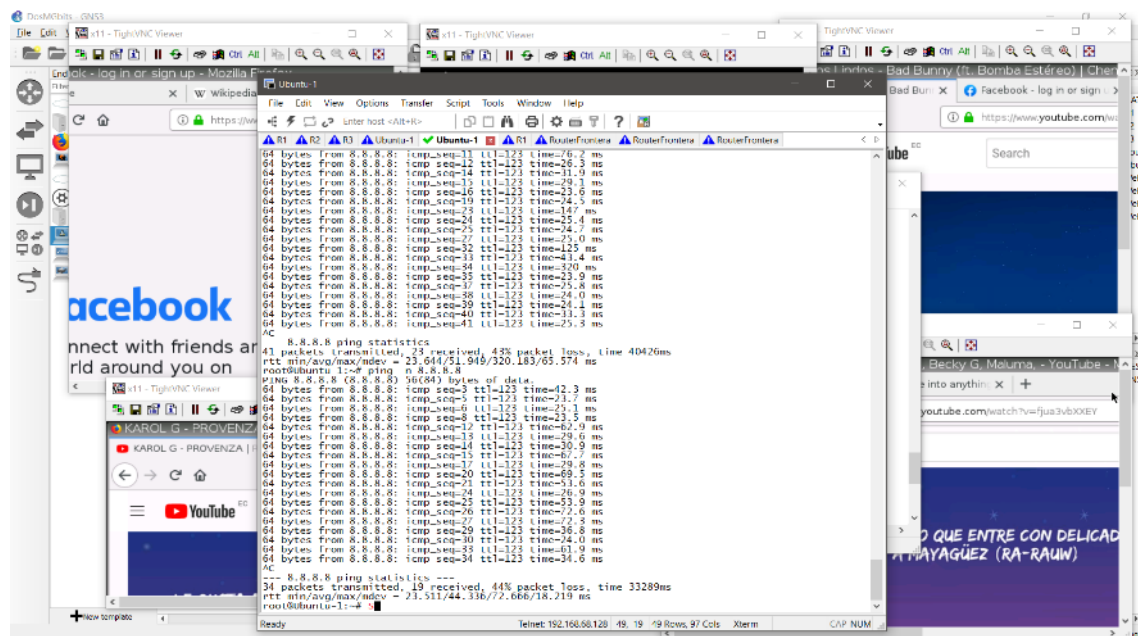 DosMGbits - GNS3
File Edit
x11 - TightVNC Viewer
x11 - TightVNC Viewer
TightVNC Viewer
Ctrl Alt
Ctrl Alt
Ctrl Alt
ok - log in or sign up - Mozilla Firefox
Lindos - Bad Bunny (ft. Bomba Estéreo) | Chen
W wikipedia
https://ww
Bad Bun
Facebook - log in or sign u
https://www.youtube.com/wa
Search
acebook
nnect with friends ar
rld around you on
x11 - TightVNC Viewer
KAROL G - PROVENZA
KAROL G - PROVENZA |
YouTube EC
New template
Ubuntu-1
File Edit View Options Transfer Script Tools Window Help
Enter host <Alt+R>
R1 R2 R3 Ubuntu-1 Ubuntu-1 R1 RouterFrontera RouterFrontera RouterFrontera
64 bytes from 8.8.8.8: icmp_seq=11 ttl=123 time=76.2 ms
64 bytes from 8.8.8.8: icmp_seq=12 ttl=123 time=26.3 ms
64 bytes from 8.8.8.8: icmp_seq=14 ttl=123 time=31.9 ms
64 bytes from 8.8.8.8: icmp_seq=15 ttl=123 time=29.1 ms
64 bytes from 8.8.8.8: icmp_seq=16 ttl=123 time=23.6 ms
64 bytes from 8.8.8.8: icmp_seq=19 ttl=123 time=24.5 ms
64 bytes from 8.8.8.8: icmp_seq=23 ttl=123 time=147 ms
64 bytes from 8.8.8.8: icmp_seq=24 ttl=123 time=25.4 ms
64 bytes from 8.8.8.8: icmp_seq=25 ttl=123 time=24.7 ms
64 bytes from 8.8.8.8: icmp_seq=27 ttl=123 time=25.0 ms
64 bytes from 8.8.8.8: icmp_seq=32 ttl=123 time=125 ms
64 bytes from 8.8.8.8: icmp_seq=33 ttl=123 time=43.4 ms
64 bytes from 8.8.8.8: icmp_seq=34 ttl=123 time=320 ms
64 bytes from 8.8.8.8: icmp_seq=35 ttl=123 time=23.9 ms
64 bytes from 8.8.8.8: icmp_seq=37 ttl=123 time=25.8 ms
64 bytes from 8.8.8.8: icmp_seq=38 ttl=123 time=24.0 ms
64 bytes from 8.8.8.8: icmp_seq=39 ttl=123 time=24.1 ms
64 bytes from 8.8.8.8: icmp_seq=40 ttl=123 time=33.3 ms
64 bytes from 8.8.8.8: icmp_seq=41 ttl=123 time=25.3 ms
^C
8.8.8.8 ping statistics
41 packets transmitted, 23 received, 43% packet loss, time 40426ms
rtt min/avg/max/mdev = 23.644/51.949/320.183/65.574 ms
root@Ubuntu-1:~# ping -n 8.8.8.8
PING 8.8.8.8 (8.8.8.8) 56(84) bytes of data.
64 bytes from 8.8.8.8: icmp_seq=3 ttl=123 time=42.3 ms
64 bytes from 8.8.8.8: icmp_seq=5 ttl=123 time=23.7 ms
64 bytes from 8.8.8.8: icmp_seq=6 ttl=123 time=25.1 ms
64 bytes from 8.8.8.8: icmp_seq=8 ttl=123 time=23.5 ms
64 bytes from 8.8.8.8: icmp_seq=12 ttl=123 time=62.9 ms
64 bytes from 8.8.8.8: icmp_seq=13 ttl=123 time=29.6 ms
64 bytes from 8.8.8.8: icmp_seq=14 ttl=123 time=30.9 ms
64 bytes from 8.8.8.8: icmp_seq=15 ttl=123 time=67.7 ms
64 bytes from 8.8.8.8: icmp_seq=17 ttl=123 time=29.8 ms
64 bytes from 8.8.8.8: icmp_seq=20 ttl=123 time=69.5 ms
64 bytes from 8.8.8.8: icmp_seq=21 ttl=123 time=53.6 ms
64 bytes from 8.8.8.8: icmp_seq=24 ttl=123 time=26.9 ms
64 bytes from 8.8.8.8: icmp_seq=25 ttl=123 time=53.9 ms
64 bytes from 8.8.8.8: icmp_seq=26 ttl=123 time=72.6 ms
64 bytes from 8.8.8.8: icmp_seq=27 ttl=123 time=72.3 ms
64 bytes from 8.8.8.8: icmp_seq=29 ttl=123 time=36.8 ms
64 bytes from 8.8.8.8: icmp_seq=30 ttl=123 time=24.0 ms
64 bytes from 8.8.8.8: icmp_seq=33 ttl=123 time=61.9 ms
64 bytes from 8.8.8.8: icmp_seq=34 ttl=123 time=34.6 ms
^C
--- 8.8.8.8 ping statistics ---
34 packets transmitted, 19 received, 44% packet loss, time 33289ms
rtt min/avg/max/mdev = 23.511/44.336/72.666/18.219 ms
root@Ubuntu-1:~# s
Ready
Telnet: 192.168.68.128 49, 19 49 Rows, 97 Cols Xterm CAP NUM
ube EC
, Becky G, Maluma, - YouTube - M
e into anythin
youtube.com/watch?v=fjua3vbXXEY
O QUE ENTRE CON DELICAD
A MAYAGÜEZ (RA-RAUW)